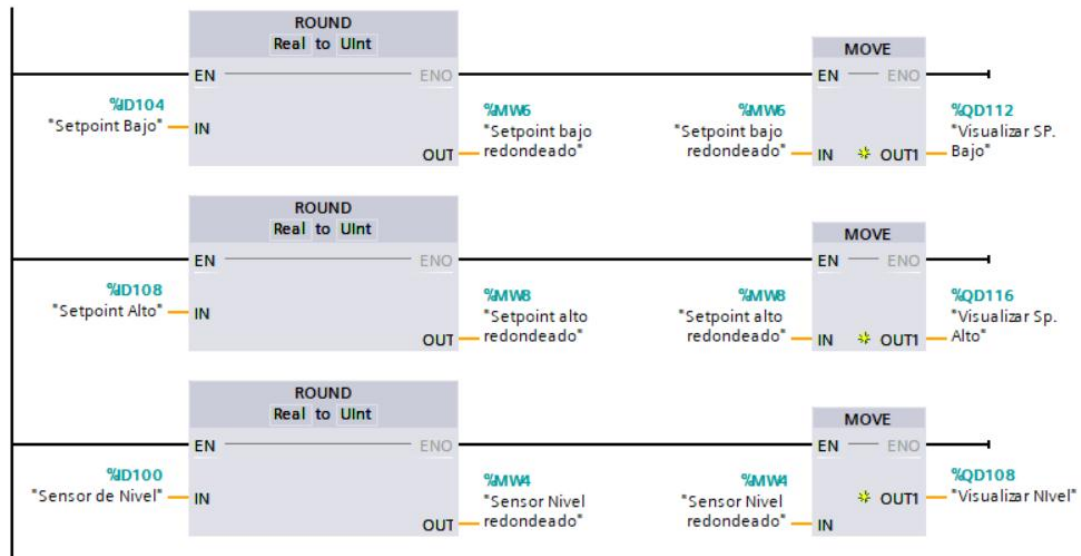 ROUND
Real to UInt
MOVE
EN ENO
EN ENO
%ID104
"Setpoint Bajo"
IN
%MW6
"Setpoint bajo
redondeado"
OUT
%MW6
"Setpoint bajo
redondeado"
IN OUT1
%QD112
"Visualizar SP.
Bajo"
ROUND
Real to UInt
MOVE
EN ENO
EN ENO
%ID108
"Setpoint Alto"
IN
%MW8
"Setpoint alto
redondeado"
OUT
%MW8
"Setpoint alto
redondeado"
IN OUT1
%QD116
"Visualizar Sp.
Alto"
ROUND
Real to UInt
MOVE
EN ENO
EN ENO
%ID100
"Sensor de Nivel"
IN
%MW4
"Sensor Nivel
redondeado"
OUT
%MW4
"Sensor Nivel
redondeado"
IN
OUT1
%QD108
"Visualizar NIvel"